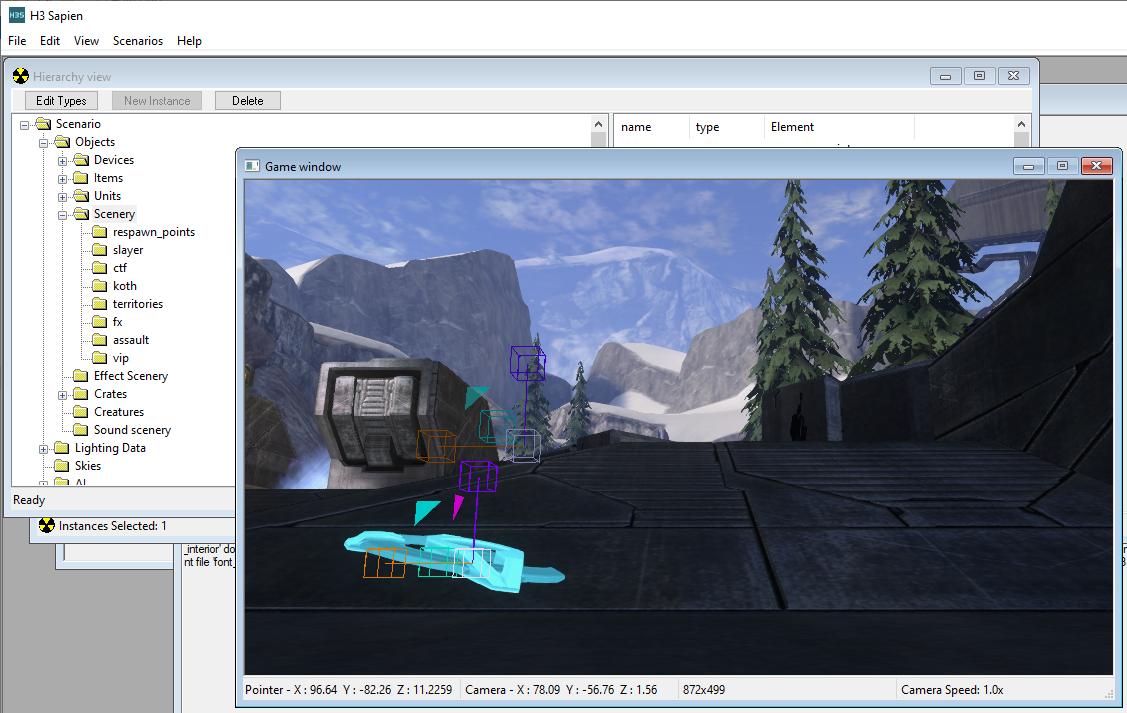 H3S H3 Sapien
File Edit View Scenarios Help
Hierarchy view
Edit Types New Instance Delete
name type Element
Scenario
Objects
Devices
Items
Units
Scenery
respawn_points
slayer
ctf
koth
territories
fx
assault
vip
Effect Scenery
Crates
Creatures
Sound scenery
Lighting Data
Skies
AI
Ready
Instances Selected: 1
_interior' do
nt file 'font_
Game window
Pointer - X : 96.64 Y : -82.26 Z : 11.2259 Camera - X : 78.09 Y : -56.76 Z : 1.56 872x499 Camera Speed: 1.0x